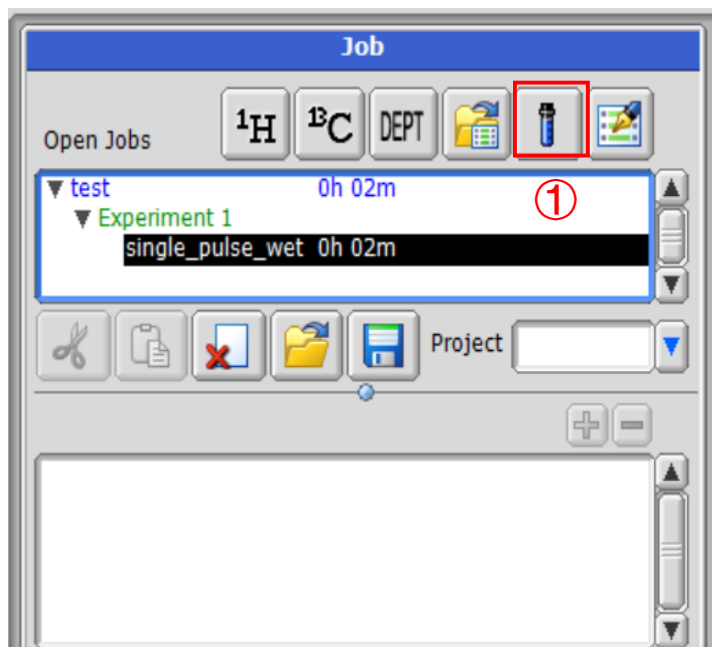 Job
Open Jobs ¹H ¹³C DEPT
①
test 0h 02m
Experiment 1
single_pulse_wet 0h 02m
Project